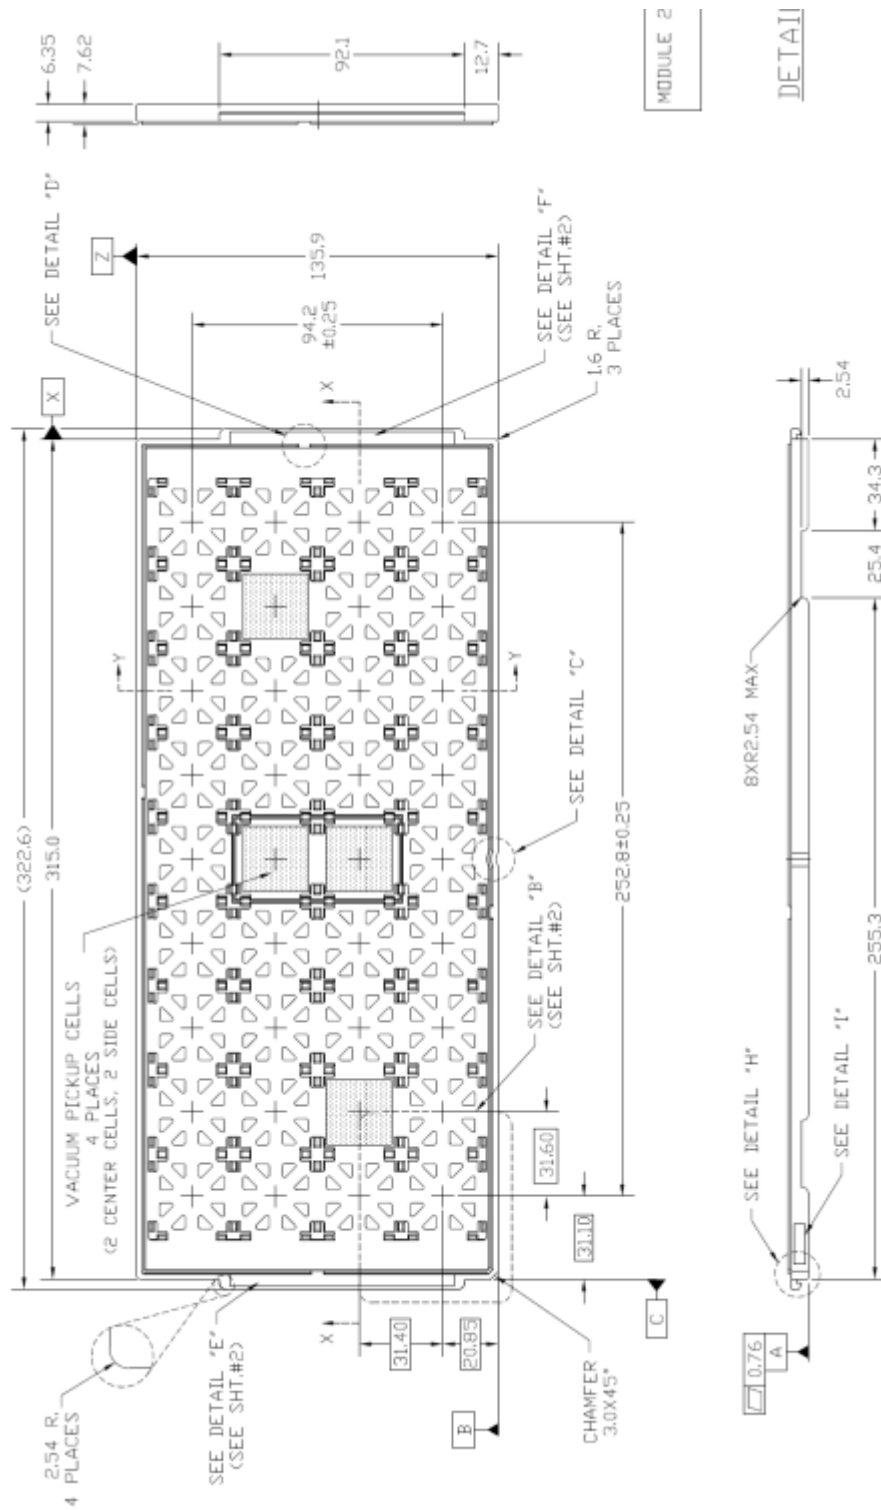 6.35
7.62
92.1
12.7
MODULE 2
DETAI
SEE DETAIL "D"
Z
135.9
94.2
±0.25
SEE DETAIL "F"
(SEE SHT.#2)
1.6 R.
3 PLACES
X
X
(322.6)
315.0
Y
Y
VACUUM PICKUP CELLS
4 PLACES
(2 CENTER CELLS, 2 SIDE CELLS)
SEE DETAIL "C"
252.8±0.25
SEE DETAIL "B"
(SEE SHT.#2)
31.60
31.10
2.54 R.
4 PLACES
SEE DETAIL "E"
(SEE SHT.#2)
X
31.40
20.85
B
C
CHAMFER
3.0X45°
2.54
34.3
25.4
8XR2.54 MAX
255.3
SEE DETAIL "H"
SEE DETAIL "I"
0.76
A